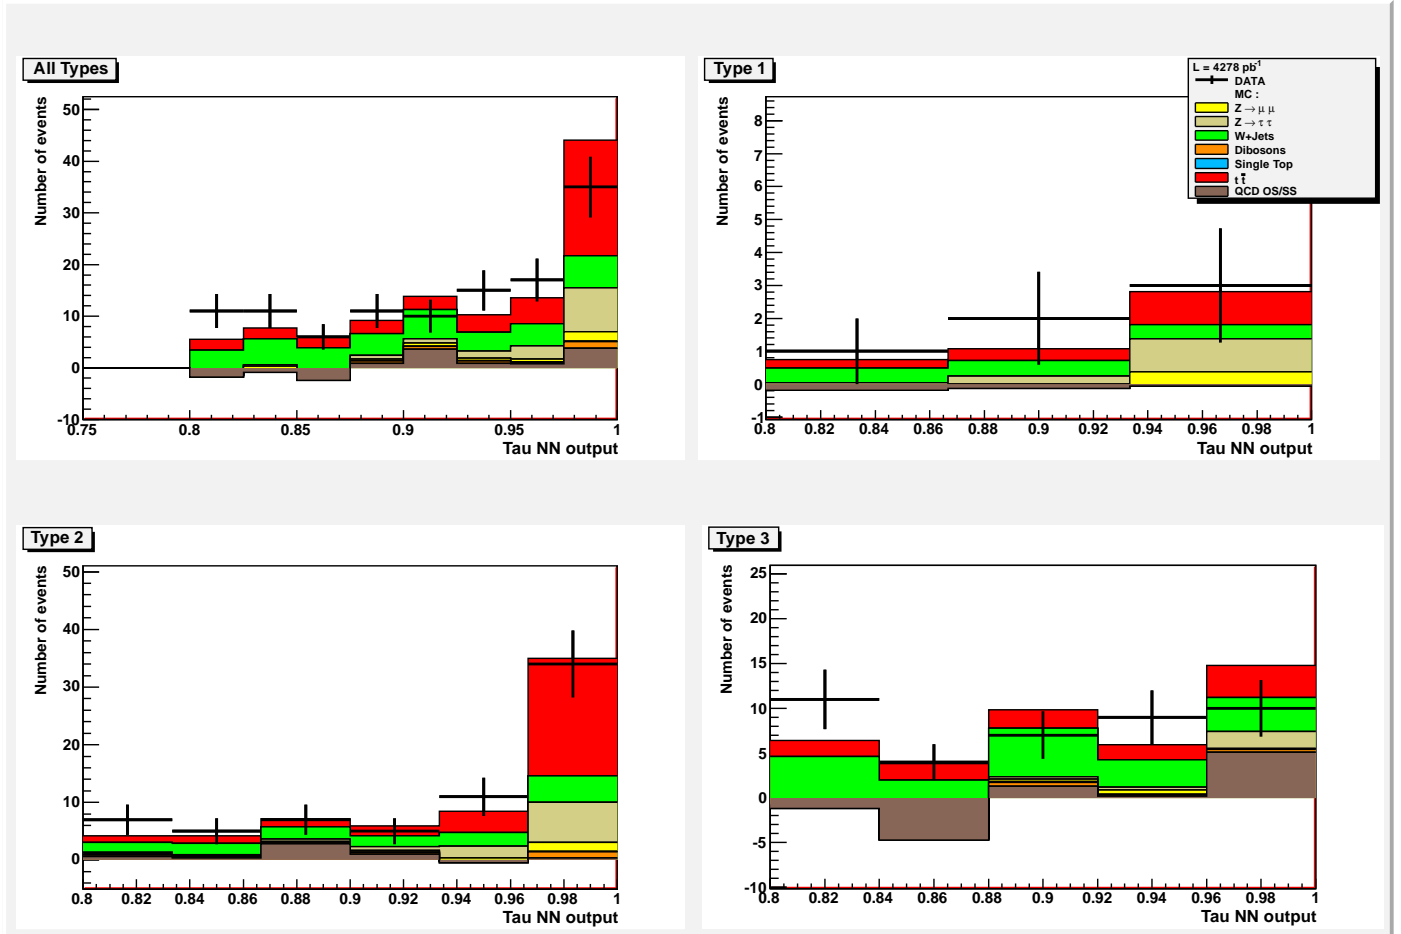 All Types
Number of events
50
40
30
20
10
0
-10
0.75 0.8 0.85 0.9 0.95 1
Tau NN output
Type 1
Number of events
8
7
6
5
4
3
2
1
0
-1
0.8 0.82 0.84 0.86 0.88 0.9 0.92 0.94 0.96 0.98 1
Tau NN output
L = 4278 pb⁻¹
DATA
MC :
Z → μ μ
Z → τ τ
W+Jets
Dibosons
Single Top
t t̄
QCD OS/SS
Type 2
Number of events
50
40
30
20
10
0
0.8 0.82 0.84 0.86 0.88 0.9 0.92 0.94 0.96 0.98 1
Tau NN output
Type 3
Number of events
25
20
15
10
5
0
-5
-10
0.8 0.82 0.84 0.86 0.88 0.9 0.92 0.94 0.96 0.98 1
Tau NN output